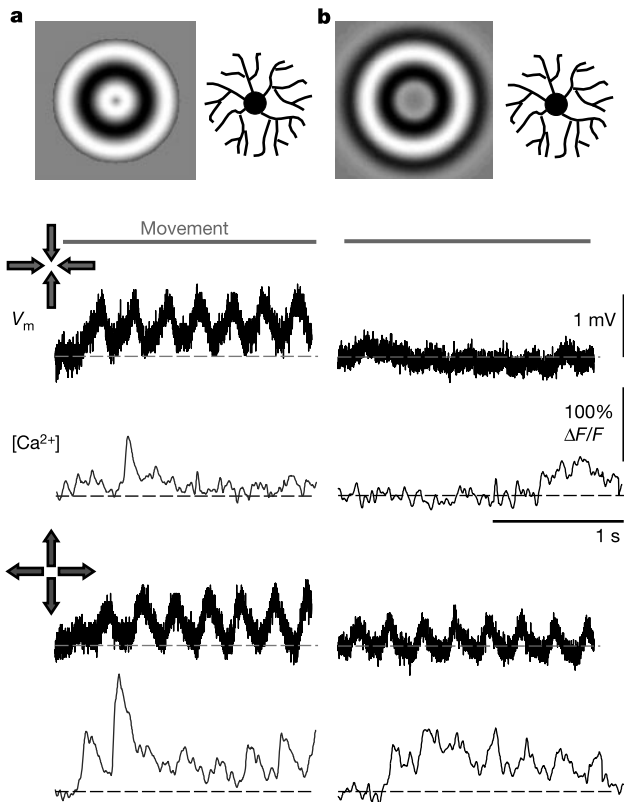 a
b
Movement
Vm
1 mV
100%
ΔF/F
[Ca2+]
1 s